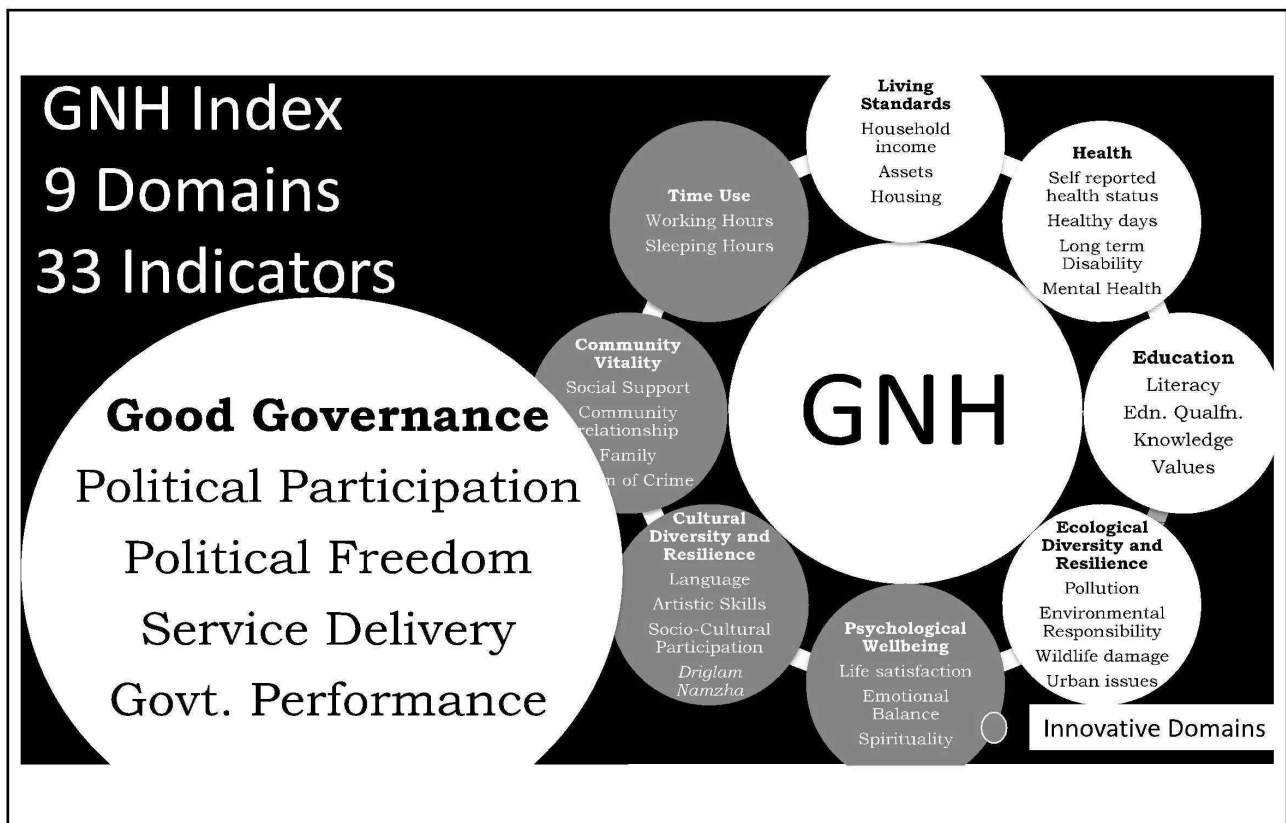 GNH Index
9 Domains
33 Indicators
Good Governance
Political Participation
Political Freedom
Service Delivery
Govt. Performance
GNH
Living
Standards
Household
income
Assets
Housing
Health
Self reported
health status
Healthy days
Long term
Disability
Mental Health
Education
Literacy
Edn. Qualfn.
Knowledge
Values
Ecological
Diversity and
Resilience
Pollution
Environmental
Responsibility
Wildlife damage
Urban issues
Psychological
Wellbeing
Life satisfaction
Emotional
Balance
Spirituality
Cultural
Diversity and
Resilience
Language
Artistic Skills
Socio-Cultural
Participation
Driglam
Namzha
Community
Vitality
Social Support
Community
relationship
Family
of Crime
Time Use
Working Hours
Sleeping Hours
Innovative Domains